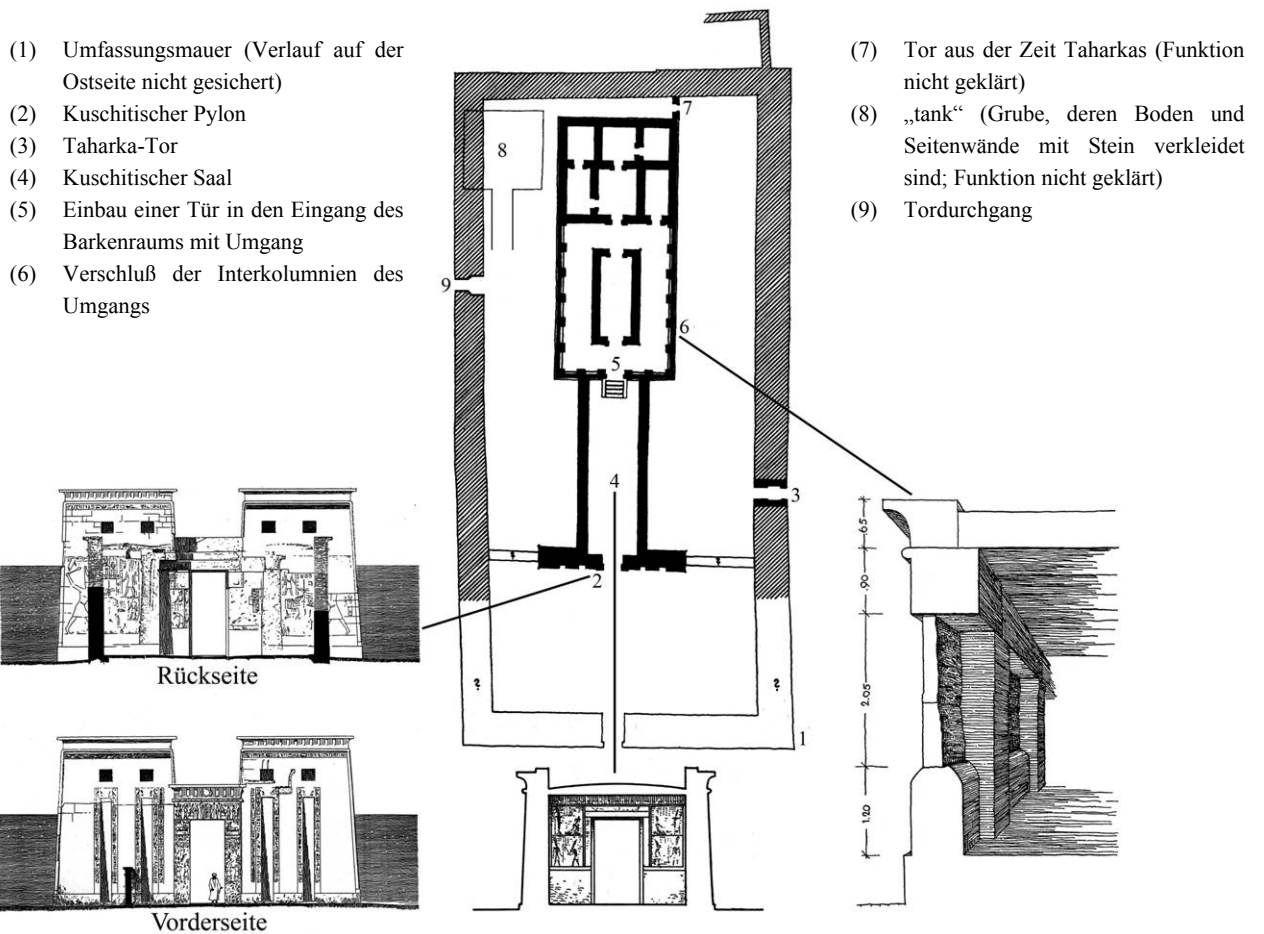 (1) Umfassungsmauer (Verlauf auf der
Ostseite nicht gesichert)
(2) Kuschitischer Pylon
(3) Taharka-Tor
(4) Kuschitischer Saal
(5) Einbau einer Tür in den Eingang des
Barkenraums mit Umgang
(6) Verschluß der Interkolumnien des
Umgangs
(7) Tor aus der Zeit Taharkas (Funktion
nicht geklärt)
(8) „tank“ (Grube, deren Boden und
Seitenwände mit Stein verkleidet
sind; Funktion nicht geklärt)
(9) Tordurchgang
7
8
9
6
5
4
3
2
? ?
? ?
1
Rückseite
Vorderseite
.65
.90
2.05
1.20